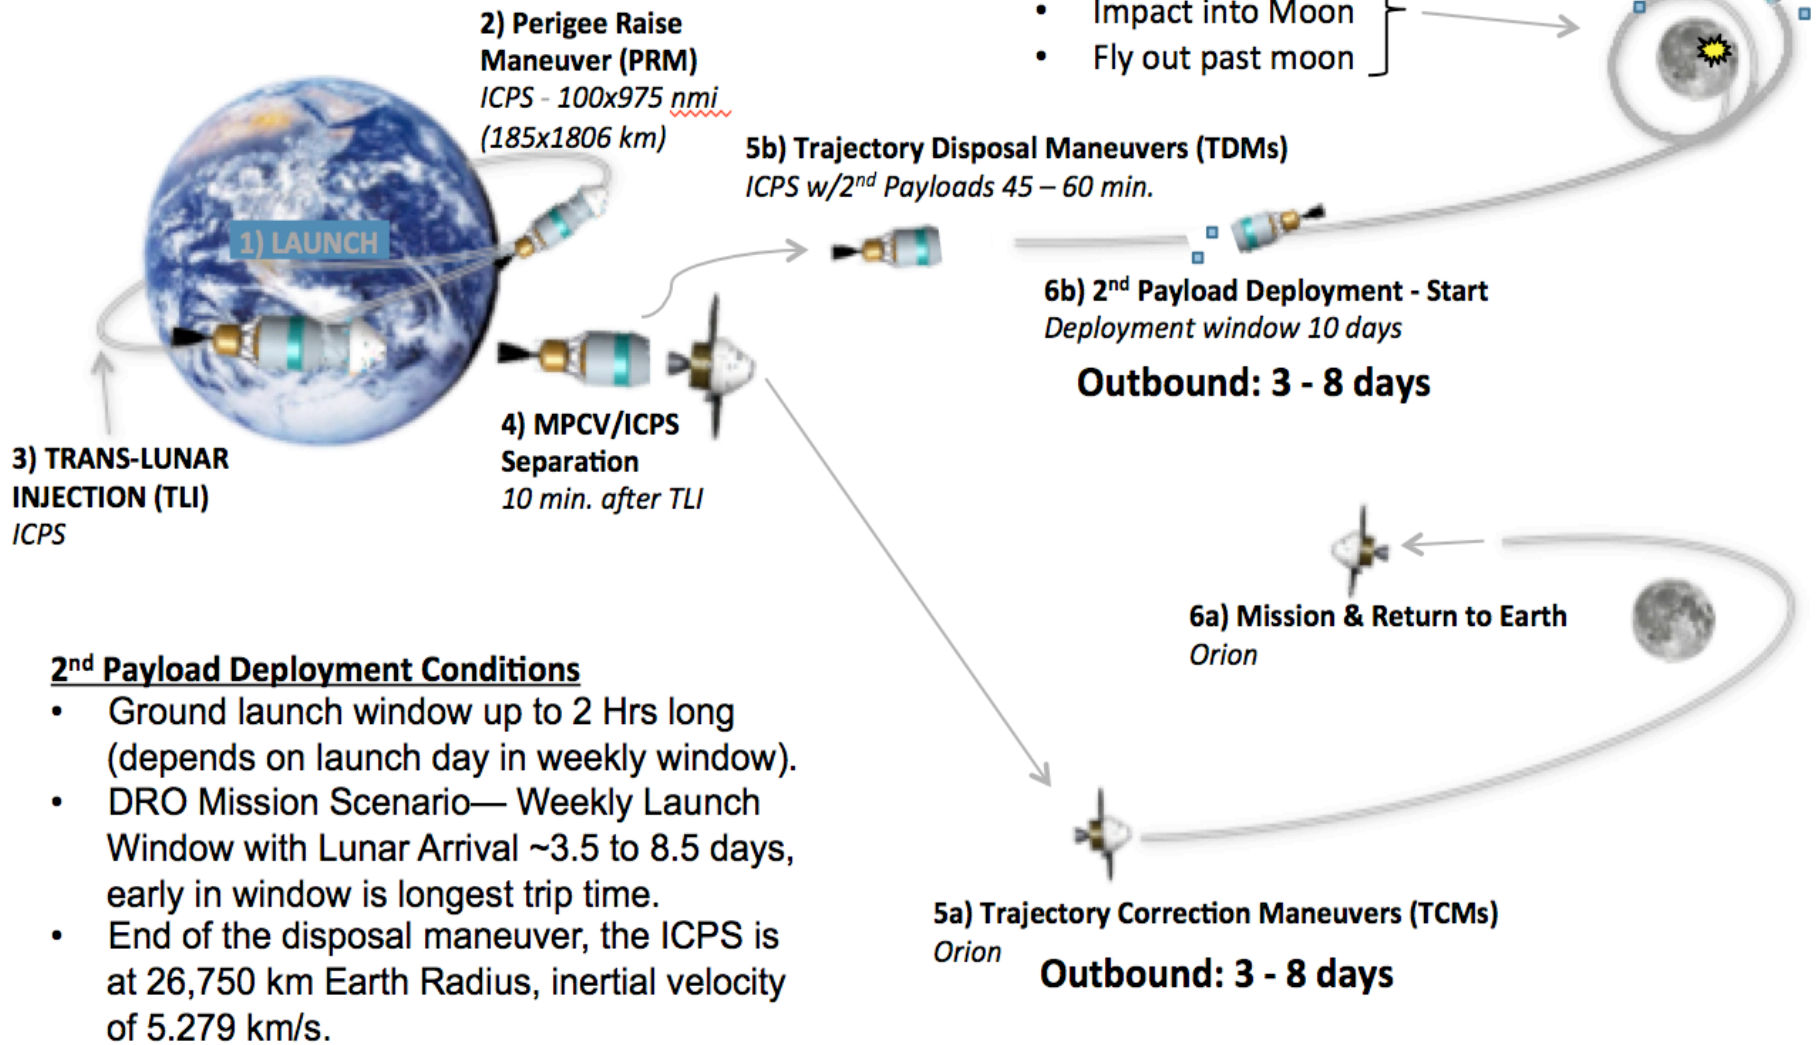 2) Perigee Raise
Maneuver (PRM)
ICPS - 100x975 nmi
(185x1806 km)
• Impact into Moon
• Fly out past moon
1) LAUNCH
5b) Trajectory Disposal Maneuvers (TDMs)
ICPS w/2nd Payloads 45 – 60 min.
6b) 2nd Payload Deployment - Start
Deployment window 10 days
Outbound: 3 - 8 days
3) TRANS-LUNAR
INJECTION (TLI)
ICPS
4) MPCV/ICPS
Separation
10 min. after TLI
6a) Mission & Return to Earth
Orion
2nd Payload Deployment Conditions
• Ground launch window up to 2 Hrs long
(depends on launch day in weekly window).
• DRO Mission Scenario— Weekly Launch
Window with Lunar Arrival ~3.5 to 8.5 days,
early in window is longest trip time.
• End of the disposal maneuver, the ICPS is
at 26,750 km Earth Radius, inertial velocity
of 5.279 km/s.
5a) Trajectory Correction Maneuvers (TCMs)
Orion
Outbound: 3 - 8 days